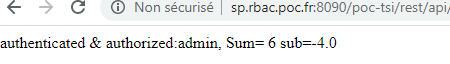 Non sécurisé | sp.rbac.poc.fr:8090/poc-tsi/rest/api/
authenticated & authorized:admin, Sum= 6 sub=-4.0